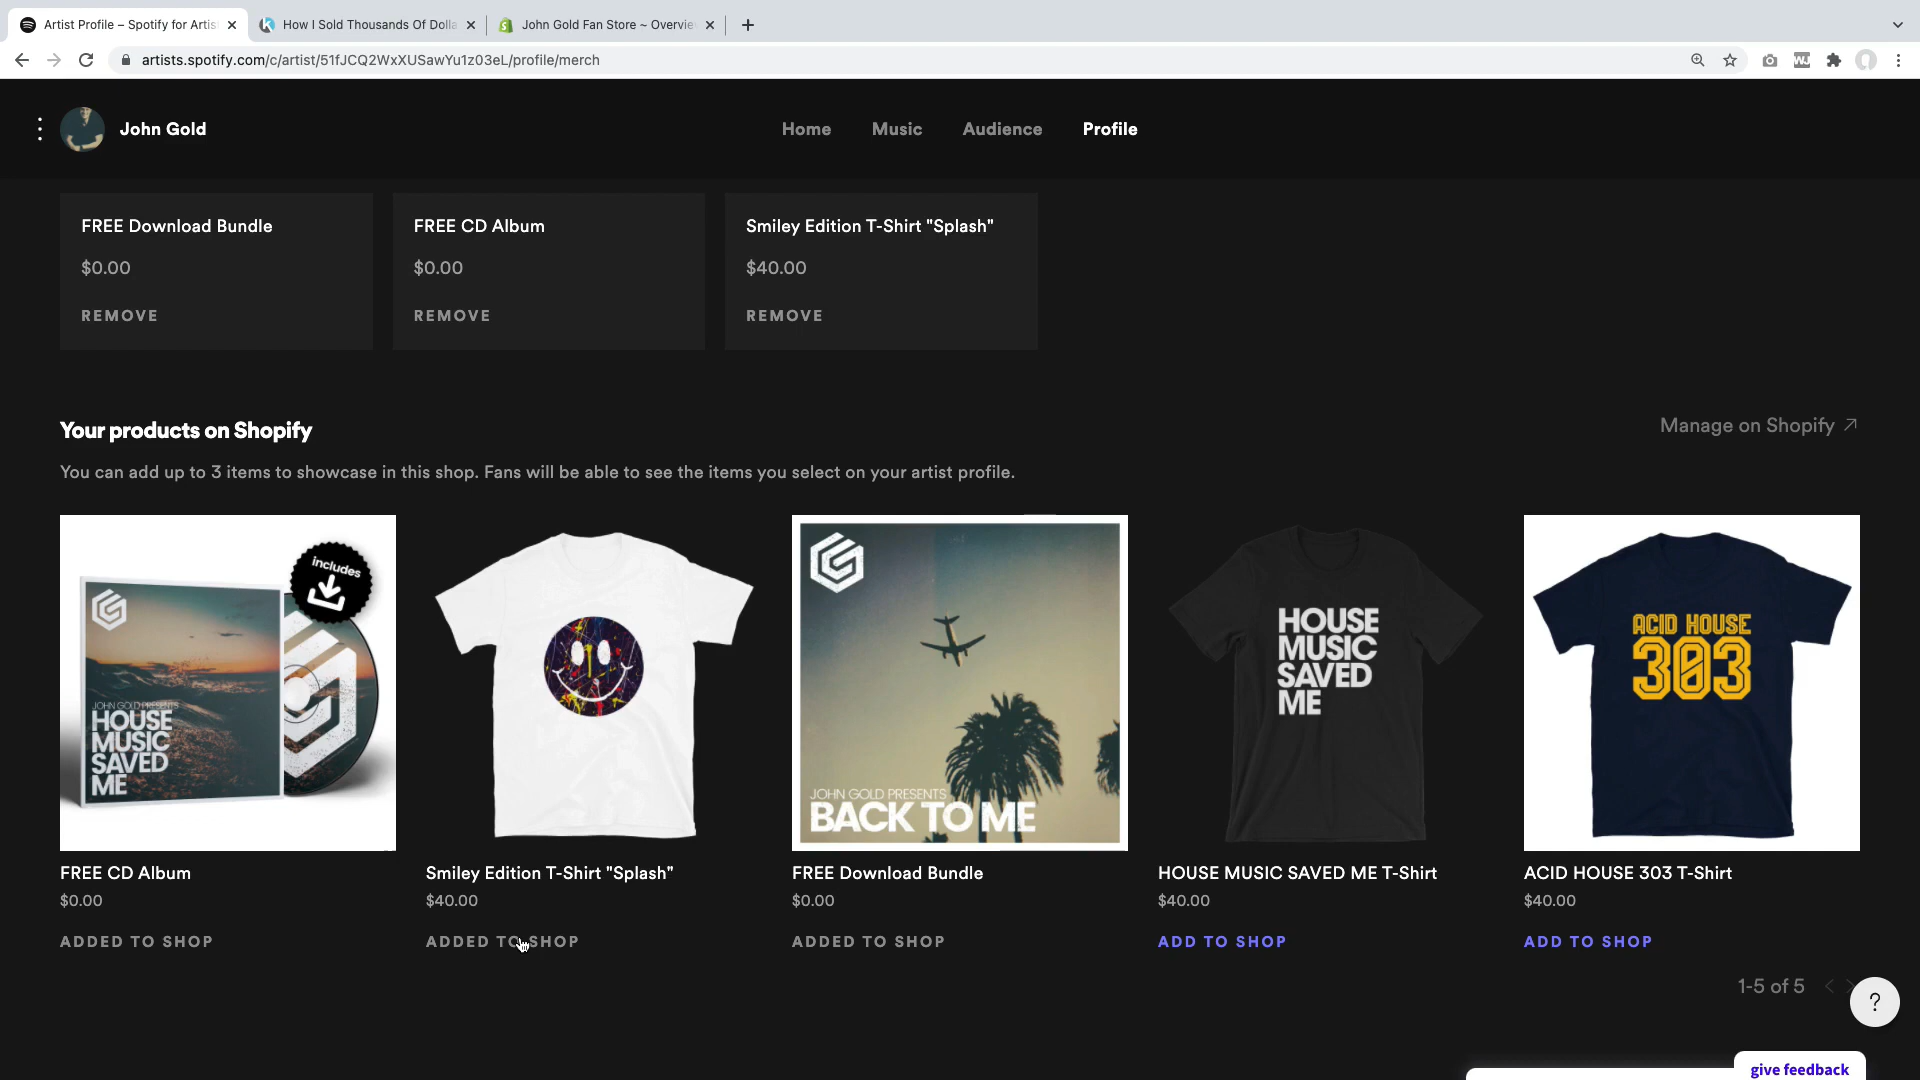 Artist Profile – Spotify for Artis
How I Sold Thousands Of Dolla
John Gold Fan Store ~ Overvie
artists.spotify.com/c/artist/51fJCQ2WxXUSawYu1z03eL/profile/merch
John Gold
Home
Music
Audience
Profile
FREE Download Bundle
FREE CD Album
Smiley Edition T-Shirt "Splash"
$0.00
$0.00
$40.00
REMOVE
REMOVE
REMOVE
Your products on Shopify
Manage on Shopify
You can add up to 3 items to showcase in this shop. Fans will be able to see the items you select on your artist profile.
includes
JOHN GOLD PRESENTS
HOUSE
MUSIC
SAVED
ME
JOHN GOLD PRESENTS
BACK TO ME
HOUSE
MUSIC
SAVED
ME
ACID HOUSE
303
FREE CD Album
Smiley Edition T-Shirt "Splash"
FREE Download Bundle
HOUSE MUSIC SAVED ME T-Shirt
ACID HOUSE 303 T-Shirt
$0.00
$40.00
$0.00
$40.00
$40.00
ADDED TO SHOP
ADDED TO SHOP
ADDED TO SHOP
ADD TO SHOP
ADD TO SHOP
1-5 of 5
?
give feedback